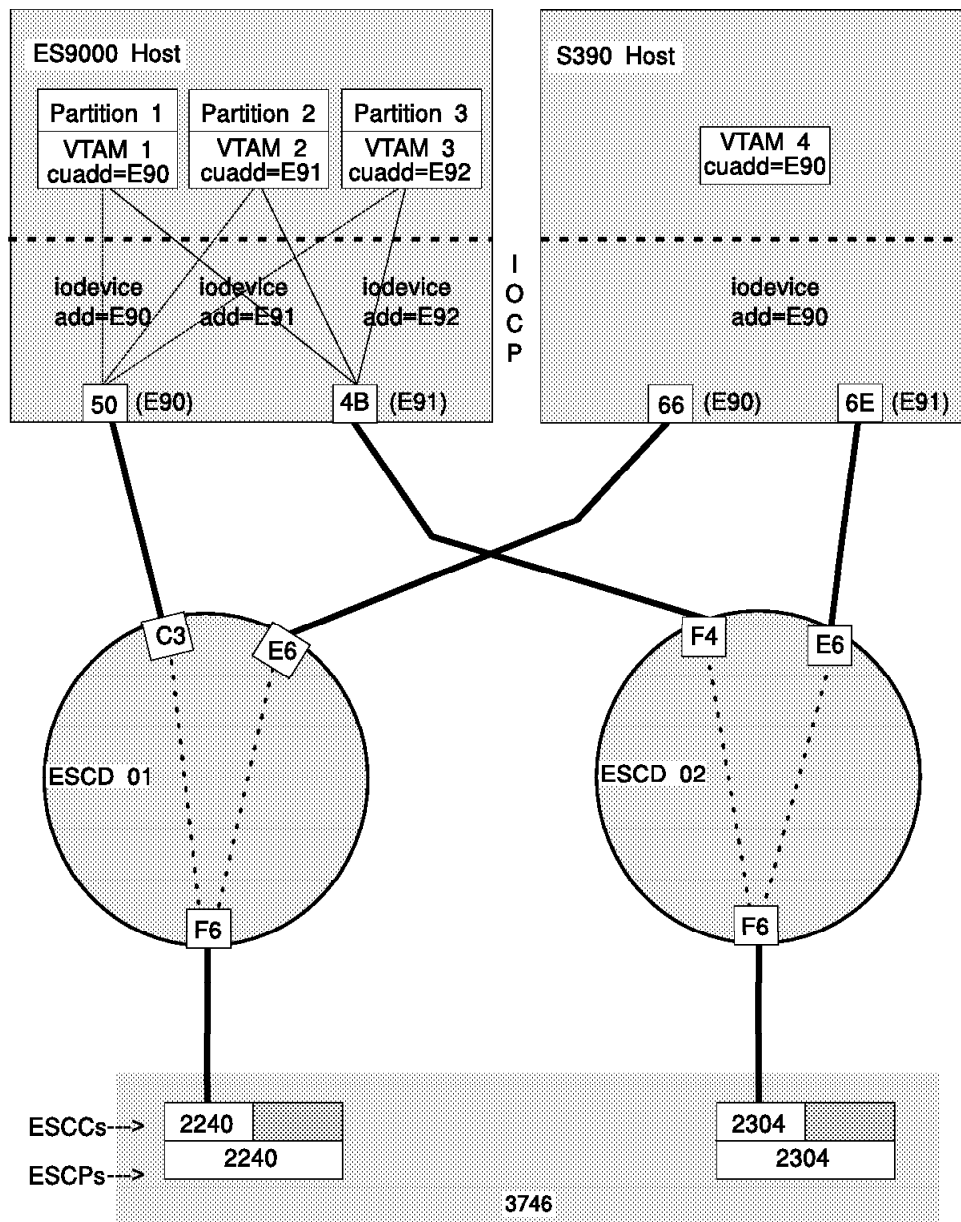 ES9000 Host
S390 Host
Partition 1
Partition 2
Partition 3
VTAM 1
cuadd=E90
VTAM 2
cuadd=E91
VTAM 3
cuadd=E92
VTAM 4
cuadd=E90
iodevice
add=E90
iodevice
add=E91
iodevice
add=E92
I
O
C
P
iodevice
add=E90
50 (E90)
4B (E91)
66 (E90)
6E (E91)
C3
E6
F4
E6
ESCD 01
ESCD 02
F6
F6
ESCCs--->
2240
2304
ESCPs--->
2240
2304
3746